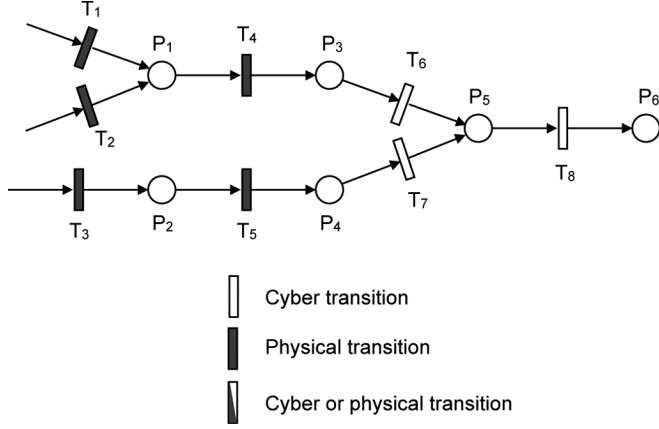 T1
P1
T4
P3
T6
P5
P6
T2
T8
T7
T3
P2
T5
P4
Cyber transition
Physical transition
Cyber or physical transition